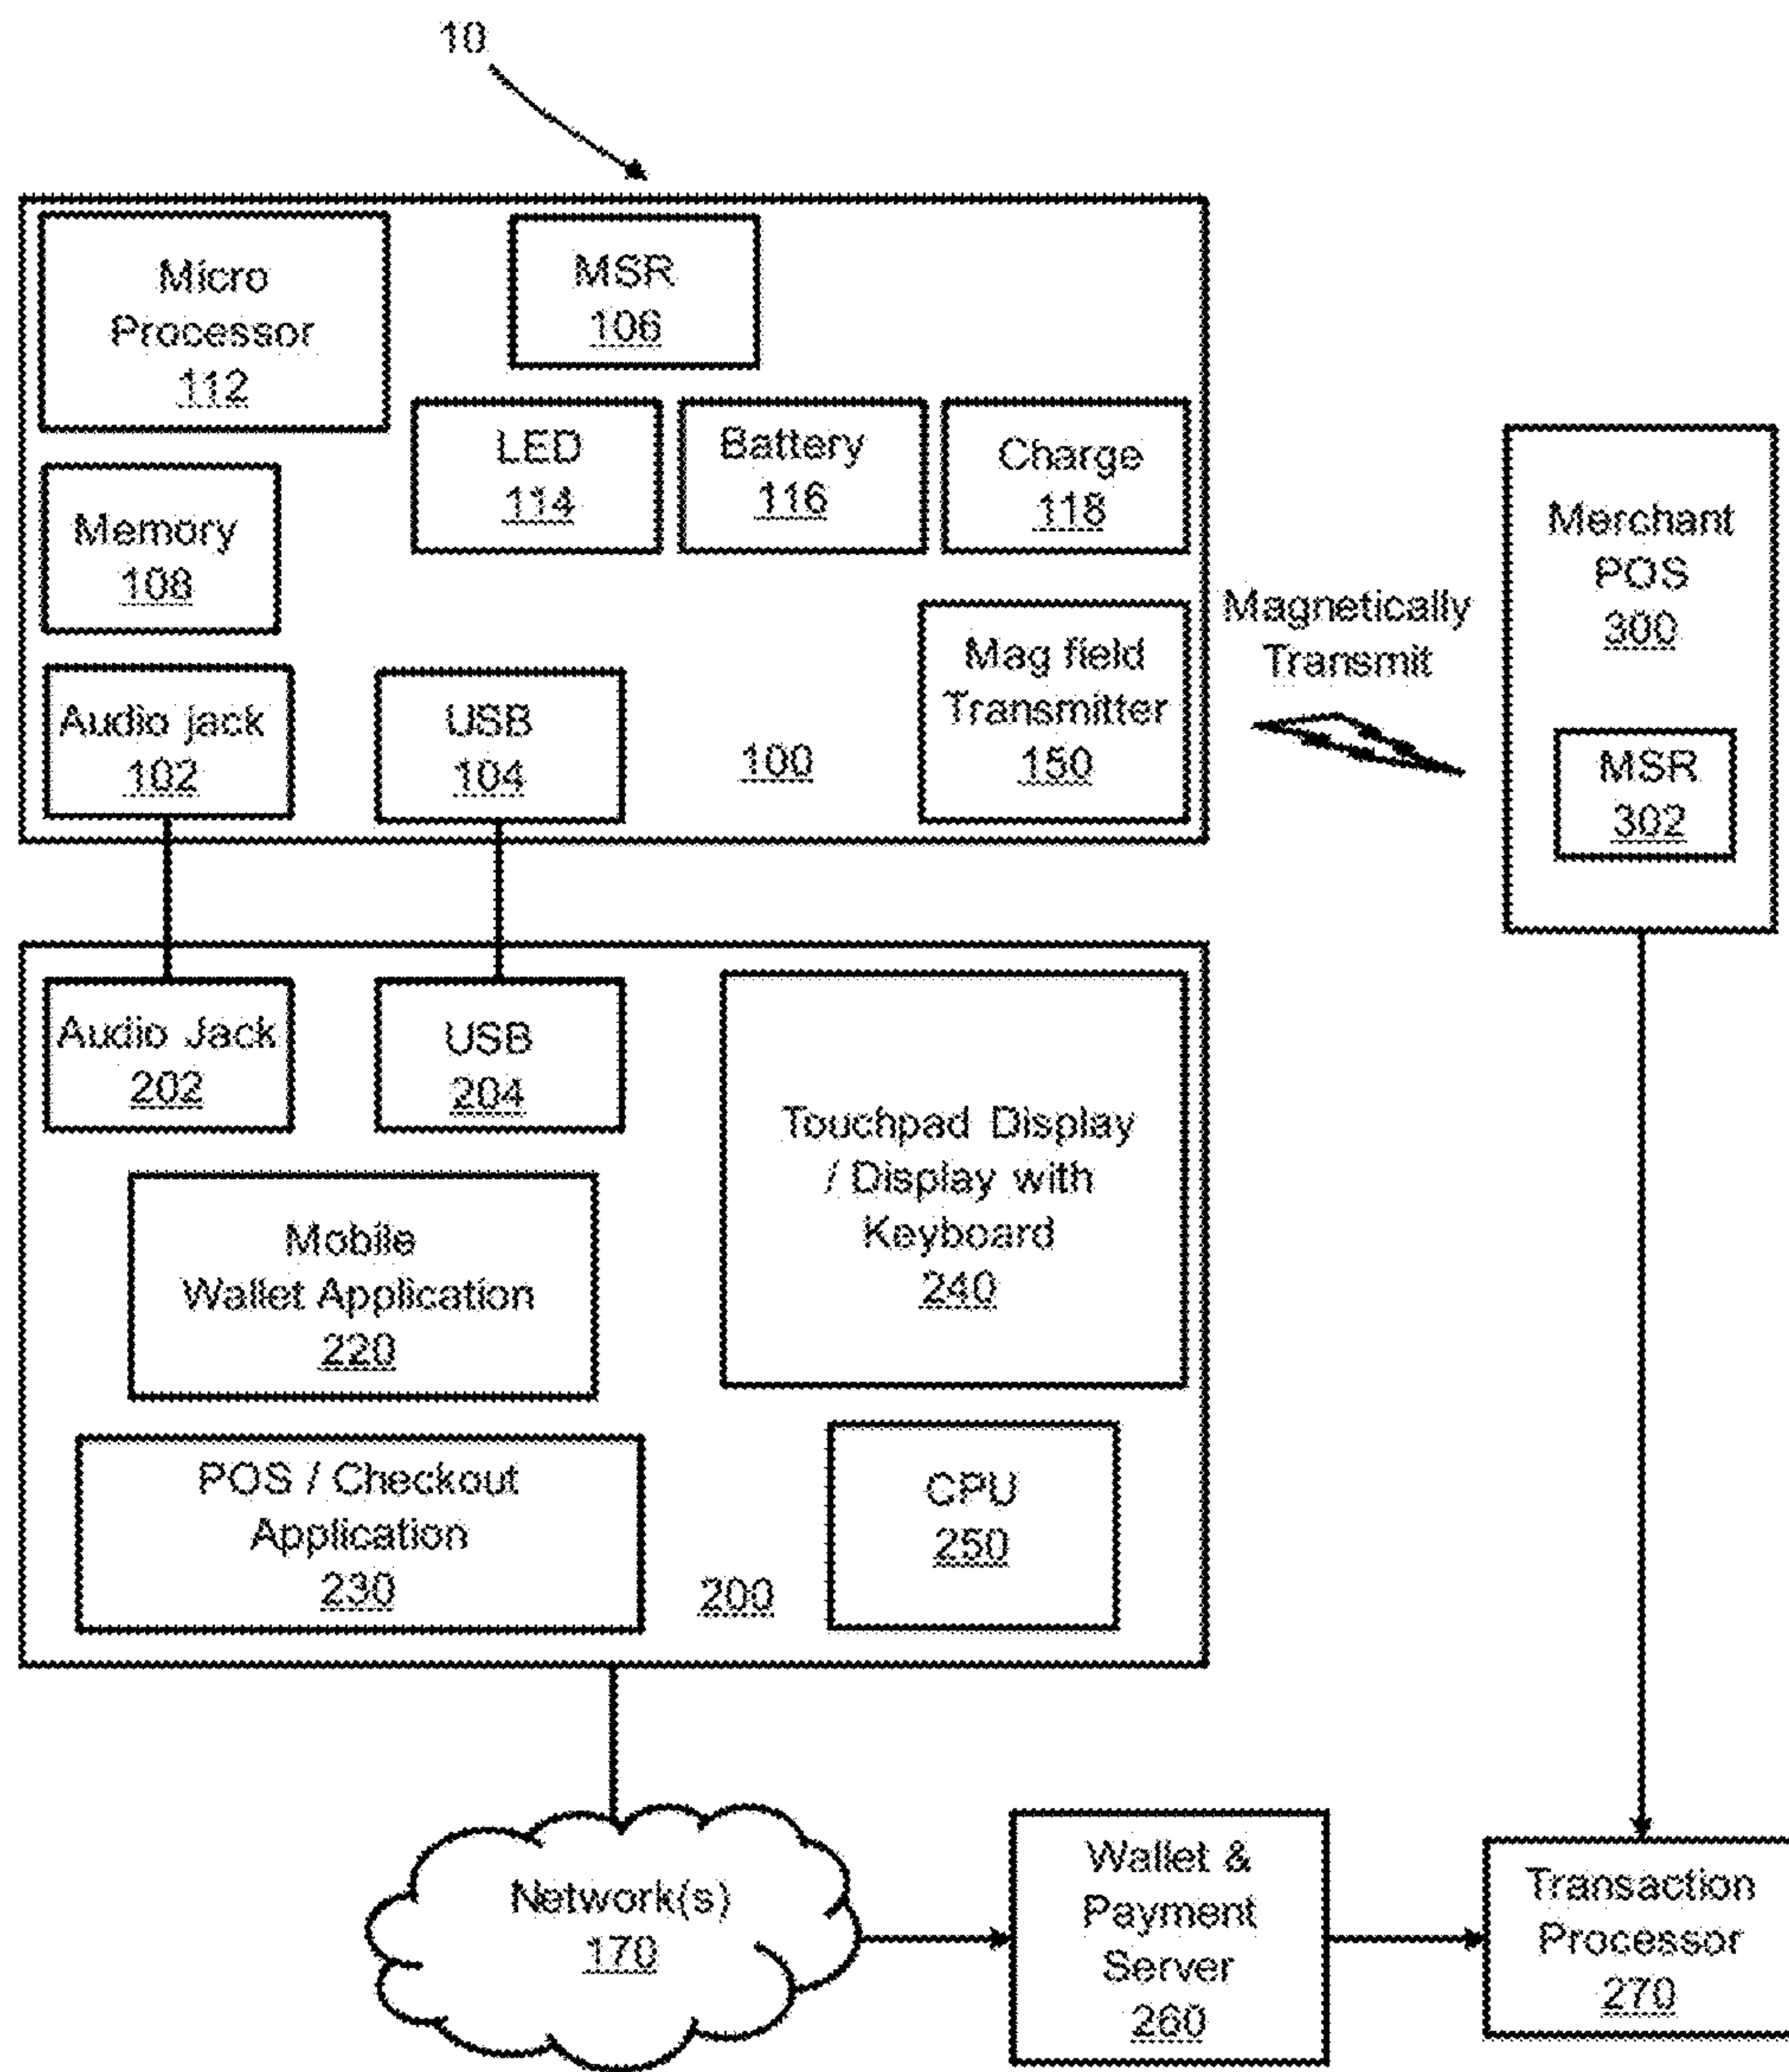 10
Micro
Processor
112
MSR
106
LED
114
Battery
116
Charge
118
Memory
108
Audio jack
102
USB
104
100
Mag field
Transmitter
150
Magnetically
Transmit
Merchant
POS
300
MSR
302
Audio Jack
202
USB
204
Touchpad Display
/ Display with
Keyboard
240
Mobile
Wallet Application
220
POS / Checkout
Application
230
200
CPU
250
Network(s)
170
Wallet &
Payment
Server
260
Transaction
Processor
270